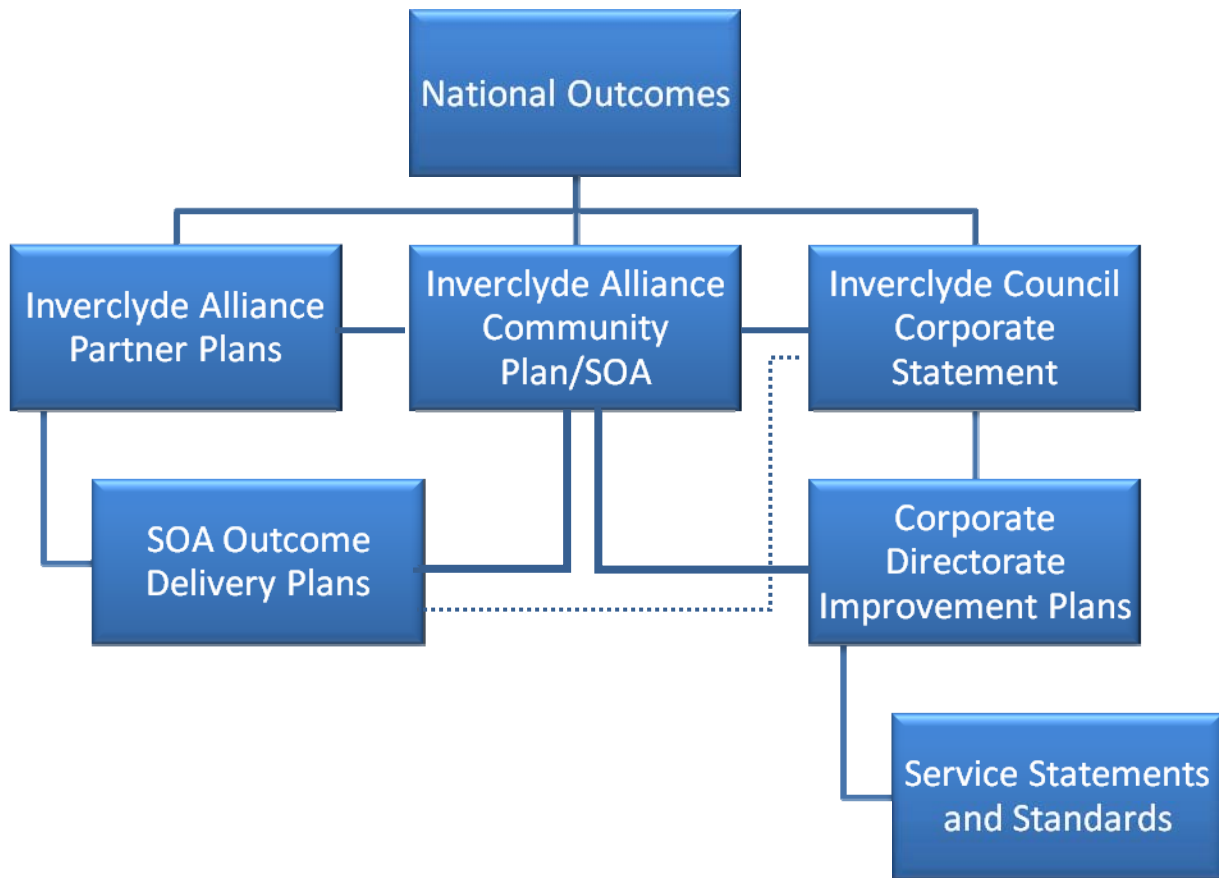 National Outcomes
Inverclyde Alliance
Partner Plans
Inverclyde Alliance
Community
Plan/SOA
Inverclyde Council
Corporate
Statement
SOA Outcome
Delivery Plans
Corporate
Directorate
Improvement Plans
Service Statements
and Standards